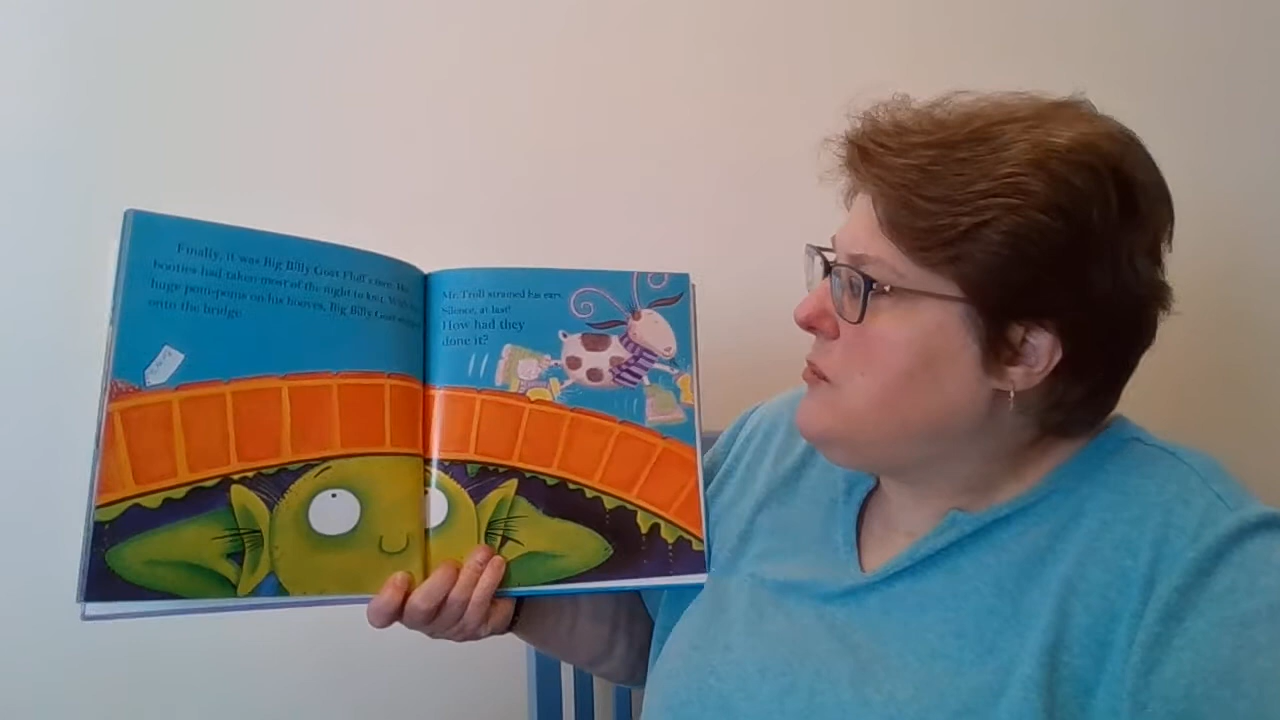 Finally, it was Big Billy Goat Fluff's turn. His
booties had taken most of the night to knit. With
huge pom-poms on his hooves, Big Billy Goat
onto the bridge.
Mr. Troll strained his ears.
Silence, at last!
How had they
done it?